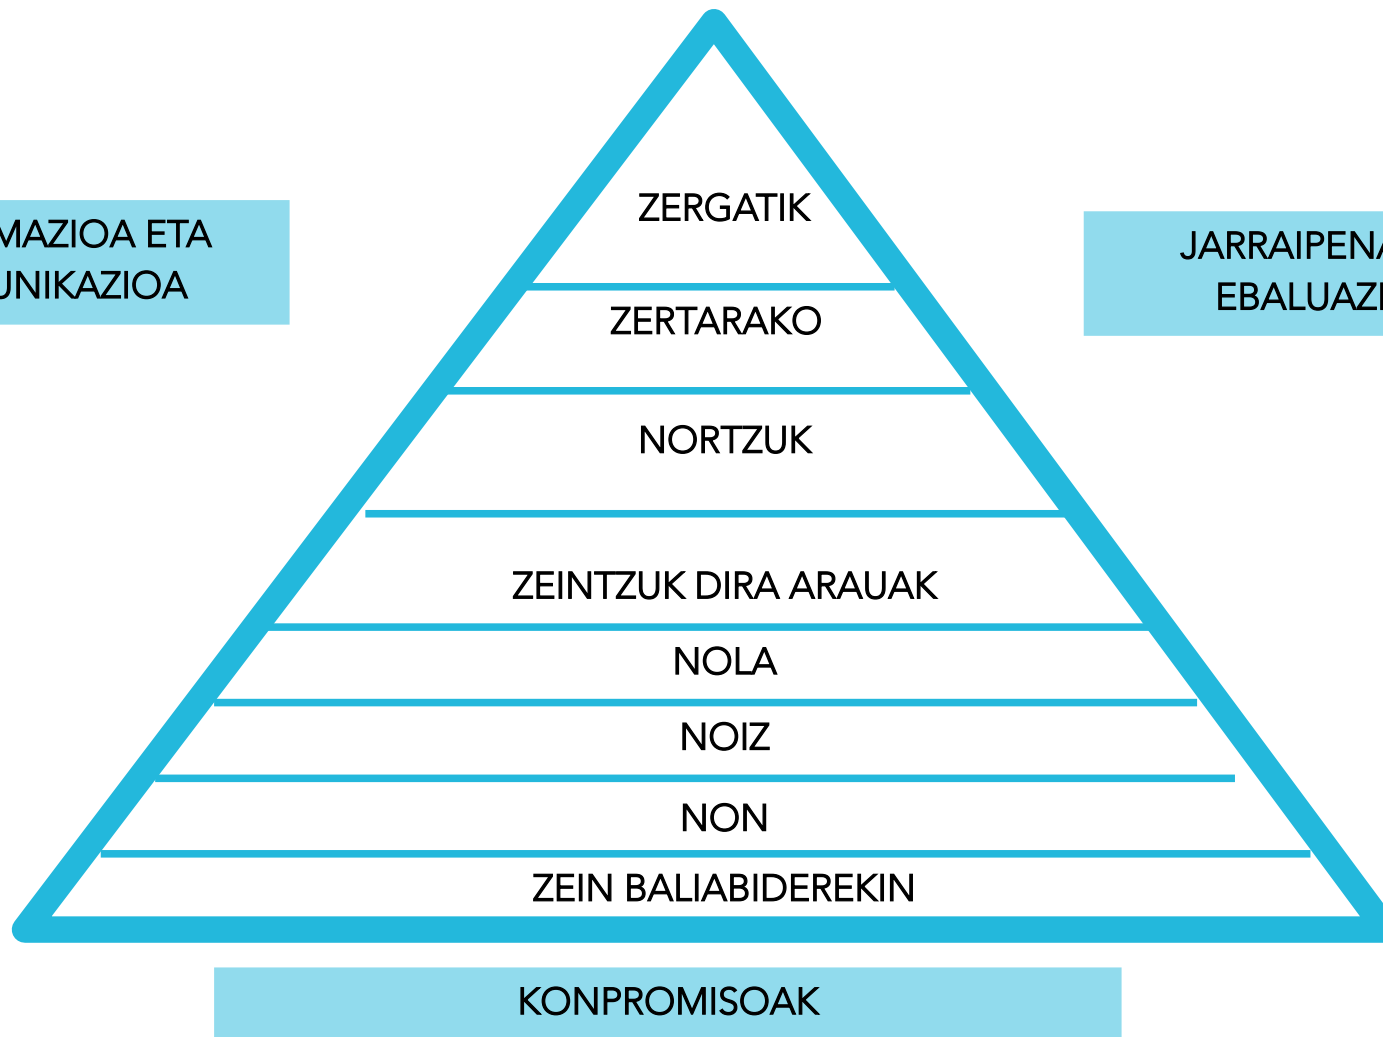 ZERGATIK
MAZIOA ETA
UNIKAZIOA
JARRAIPENA
EBALUAZI
ZERTARAKO
NORTZUK
ZEINTZUK DIRA ARAUAK
NOLA
NOIZ
NON
ZEIN BALIABIDEREKIN
KONPROMISOAK